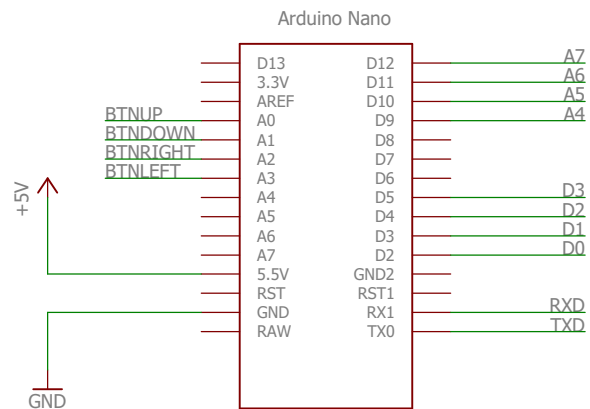 Arduino Nano
D13 D12 A7
3.3V D11 A6
AREF D10 A5
BTNUP A0 D9 A4
BTNDOWN A1 D8
BTNRIGHT A2 D7
BTNLEFT A3 D6
+5V A4 D5 D3
A5 D4 D2
A6 D3 D1
A7 D2 D0
5.5V GND2
RST RST1
GND RX1 RXD
RAW TX0 TXD
GND